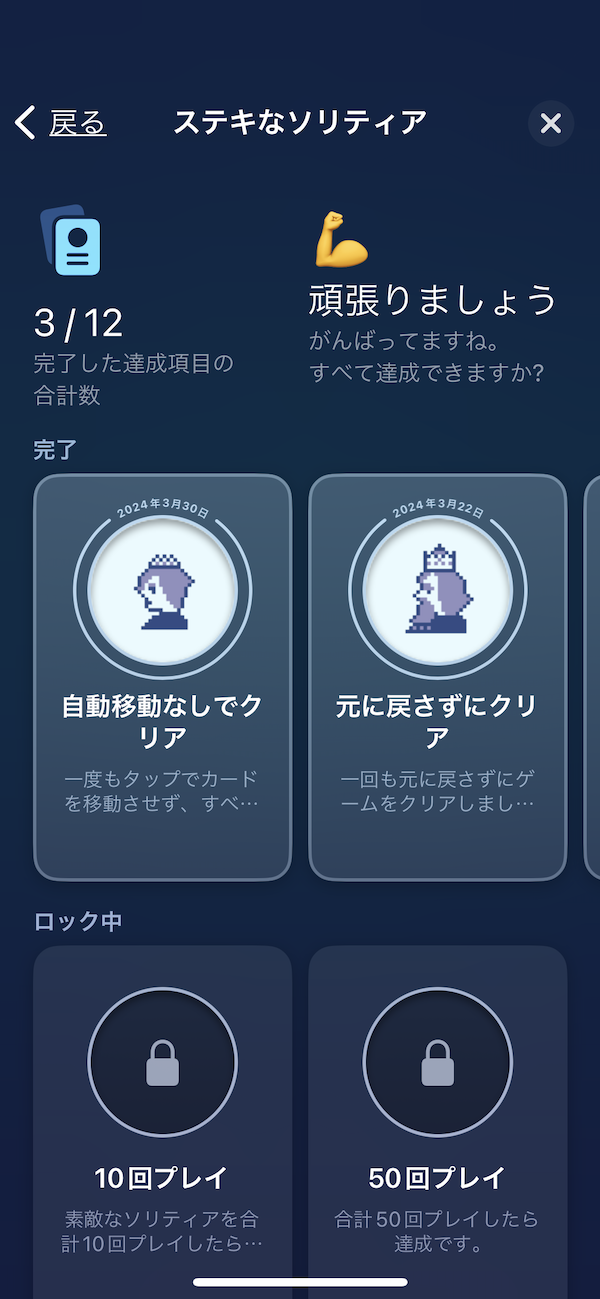 戻る
ステキなソリティア
3/12
完了した達成項目の
合計数
頑張りましょう
がんばってますね。
すべて達成できますか?
完了
2024年3月30日
自動移動なしでク
リア
一度もタップでカード
を移動させず、すべ…
2024年3月22日
元に戻さずにクリ
ア
一回も元に戻さずにゲ
ームをクリアしまし…
ロック中
10回プレイ
素敵なソリティアを合
計10回プレイしたら…
50回プレイ
合計50回プレイしたら
達成です。